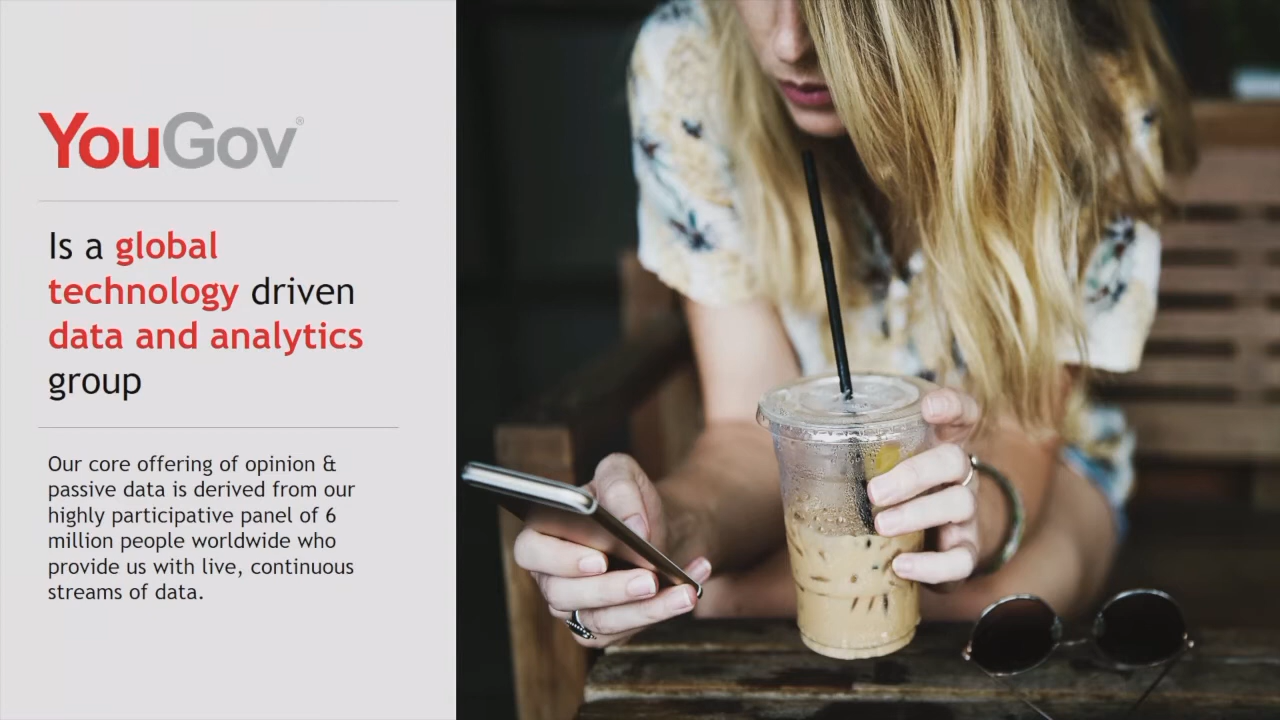 YouGov®
Is a global
technology driven
data and analytics
group
Our core offering of opinion &
passive data is derived from our
highly participative panel of 6
million people worldwide who
provide us with live, continuous
streams of data.